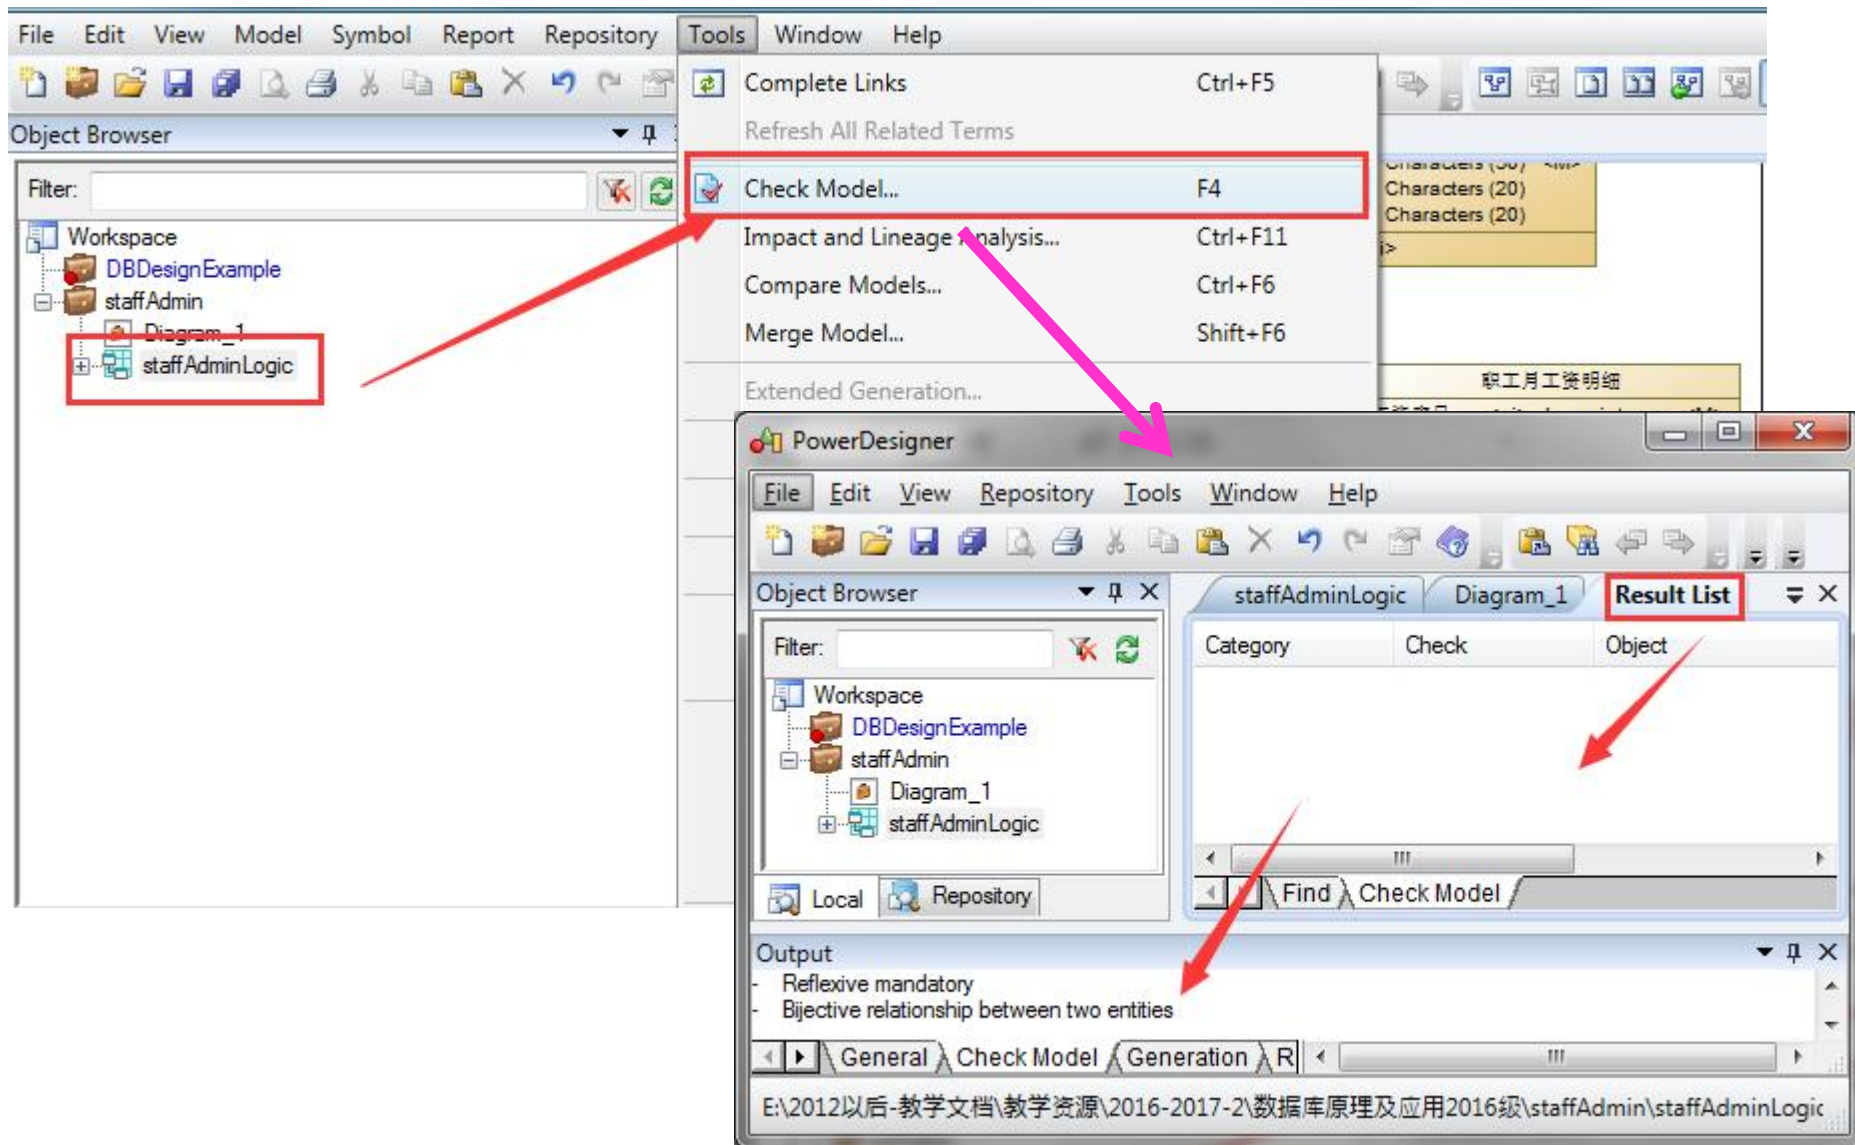 File Edit View Model Symbol Report Repository Tools Window Help
Complete Links Ctrl+F5
Refresh All Related Terms
Check Model... F4
Impact and Lineage Analysis... Ctrl+F11
Compare Models... Ctrl+F6
Merge Model... Shift+F6
Extended Generation...
Object Browser
Filter:
Workspace
DBDesignExample
staffAdmin
Diagram_1
staffAdminLogic
Characters (20)
Characters (20)
职工月工资明细
PowerDesigner
File Edit View Repository Tools Window Help
Object Browser
Filter:
Workspace
DBDesignExample
staffAdmin
Diagram_1
staffAdminLogic
Local Repository
staffAdminLogic Diagram_1 Result List
Category Check Object
Find Check Model
Output
- Reflexive mandatory
- Bijective relationship between two entities
General Check Model Generation R
E:\2012以后-教学文档\教学资源\2016-2017-2\数据库原理及应用2016级\staffAdmin\staffAdminLogic